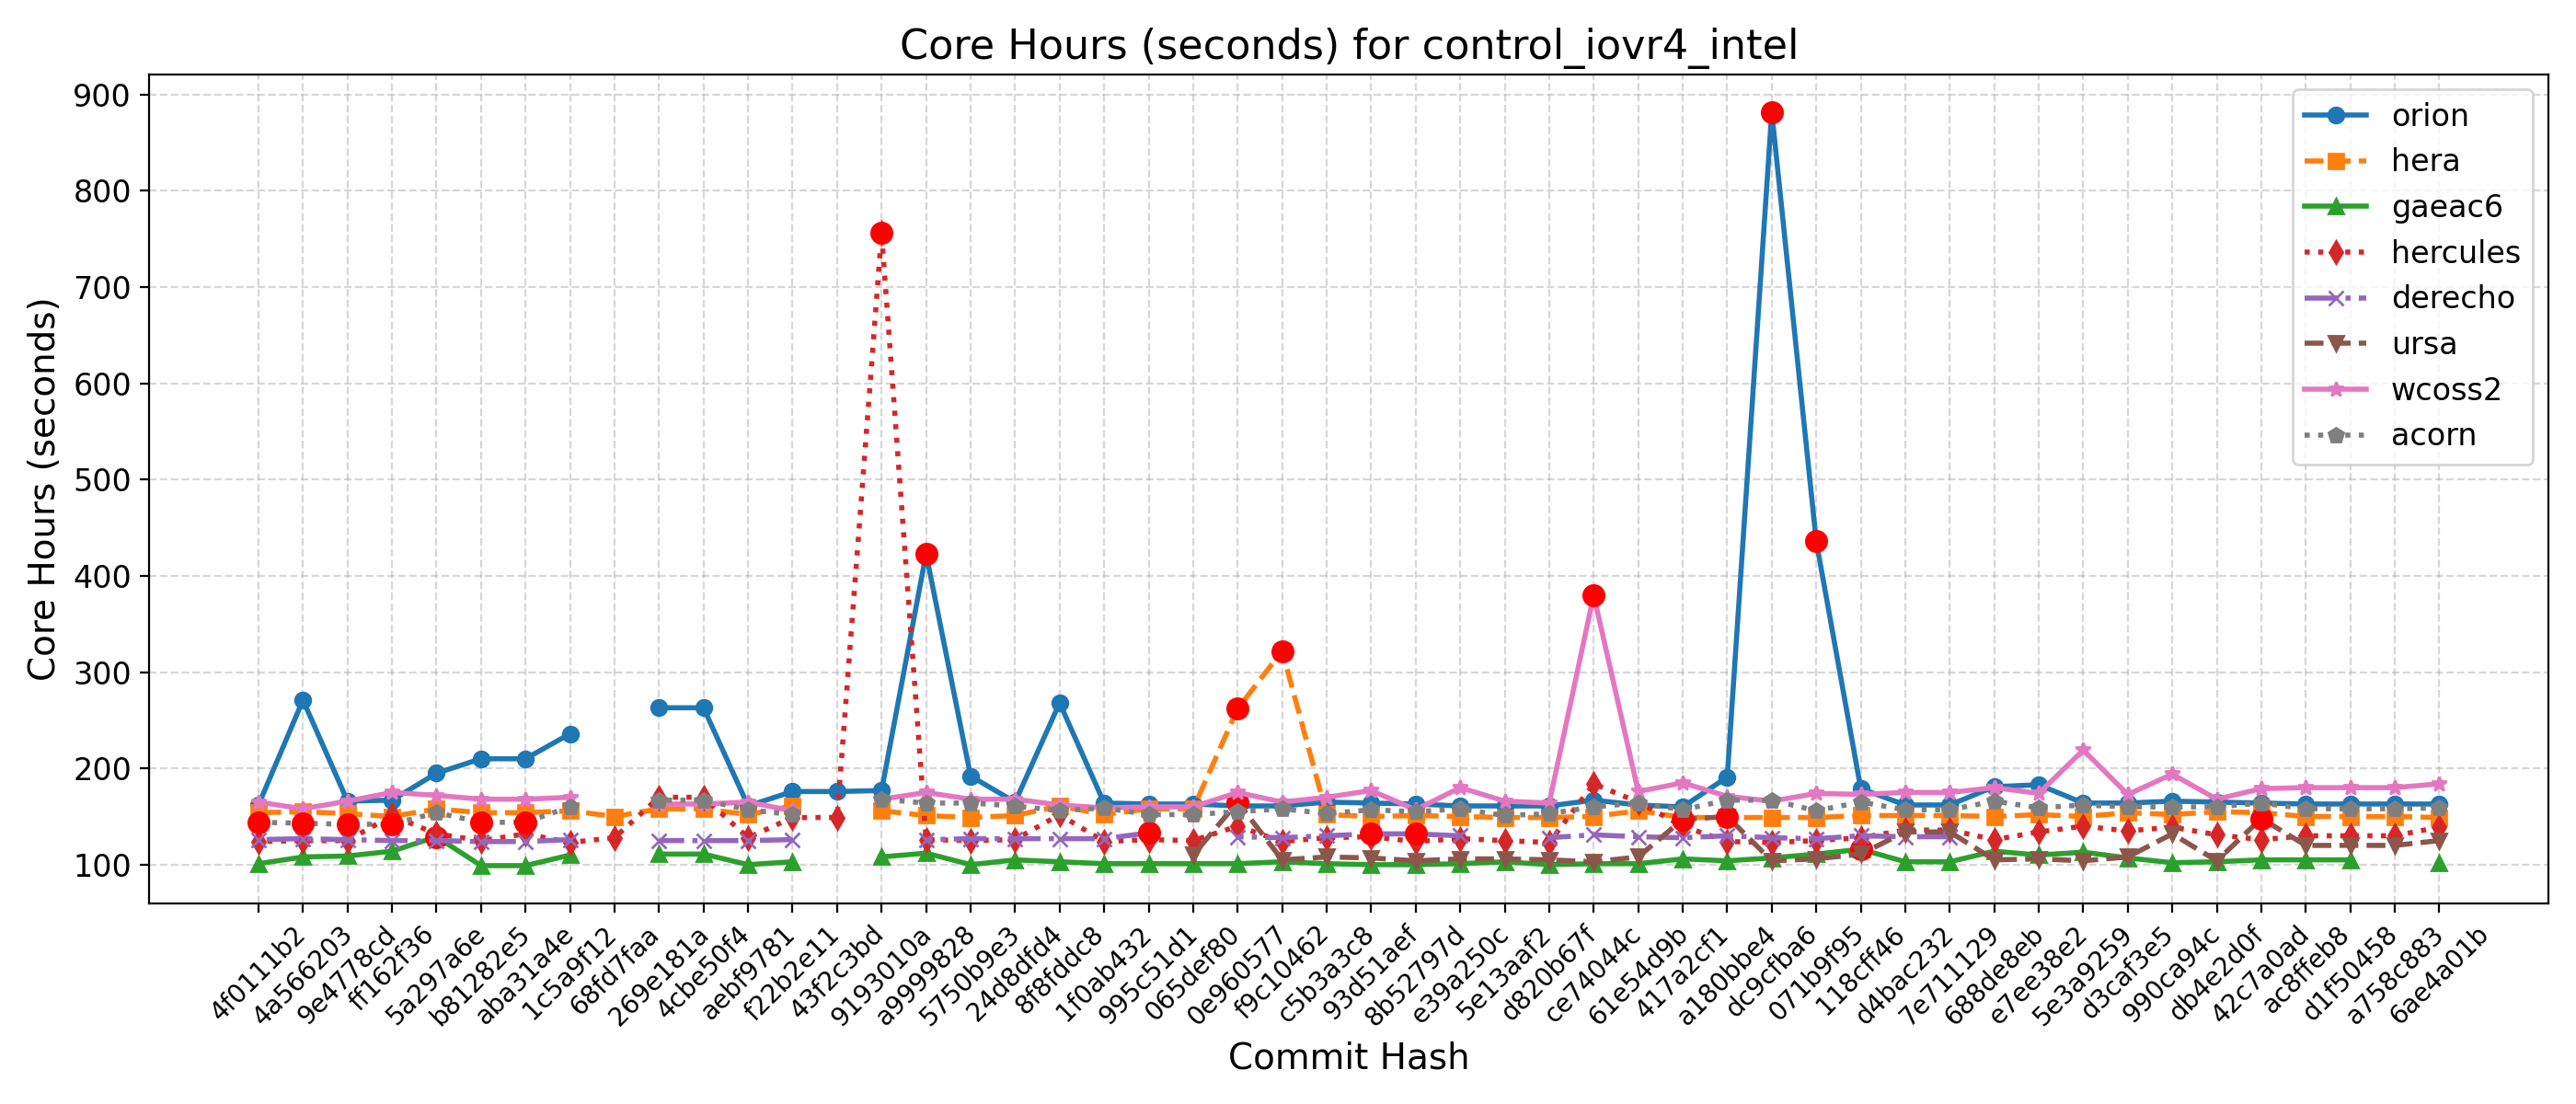 Core Hours (seconds) for control_iovr4_intel
Core Hours (seconds)
900
800
700
600
500
400
300
200
100
orion
hera
gaeac6
hercules
derecho
ursa
wcoss2
acorn
4f0111b2
4a566203
9e4778cd
ff162f36
5a297a6e
b81282e5
aba31a4e
1c5a9f12
68fd7faa
269e181a
4cbe50f4
aebf9781
f22b2e11
43f2c3bd
9193010a
a9999828
5750b9e3
24d8dfd4
8f8fddc8
1f0ab432
995c51d1
065def80
0e960577
f9c10462
c5b3a3c8
93d51aef
8b52797d
e39a250c
5e13aaf2
d820b67f
ce74044c
61e54d9b
417a2cf1
a180bbe4
dc9cfba6
071b9f95
118cff46
d4bac232
7e711129
688de8eb
e7ee38e2
5e3a9259
d3caf3e5
990ca94c
db4e2d0f
42c7a0ad
ac8ffeb8
d1f50458
a758c883
6ae4a01b
Commit Hash